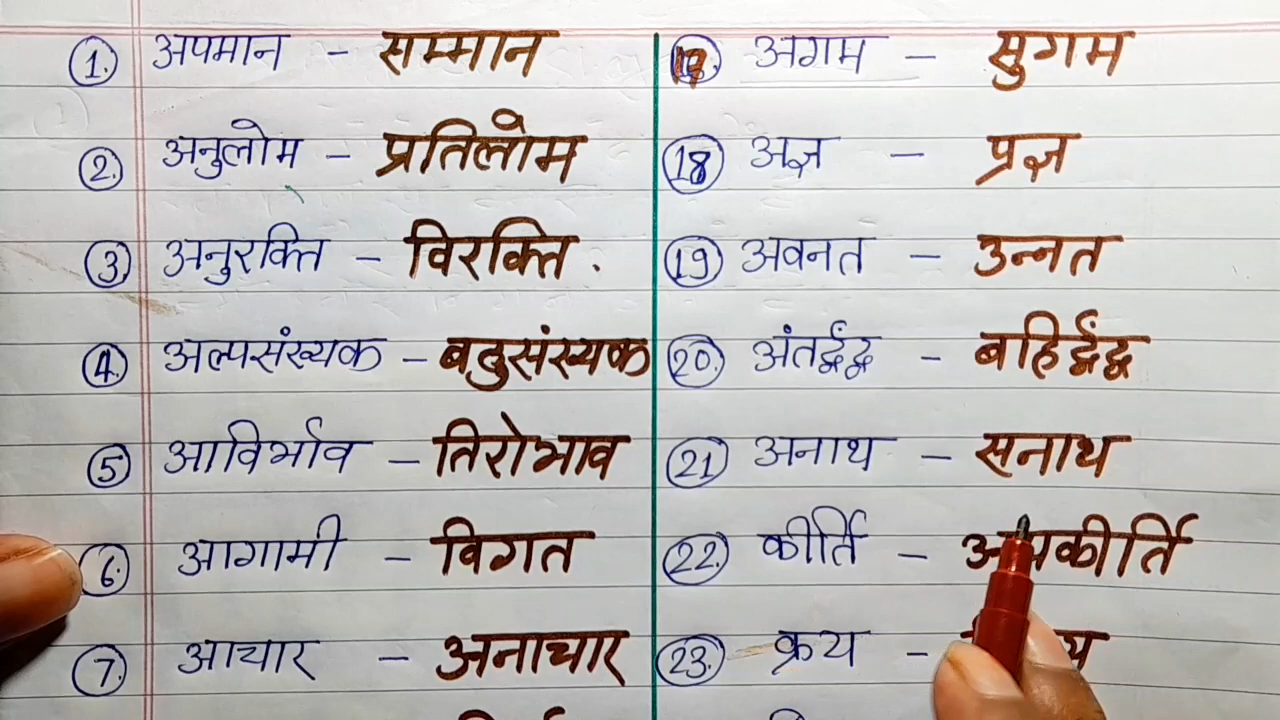 1. अपमान - सम्मान
2. अनुलोम - प्रतिलोम
3. अनुरक्ति - विरक्ति .
4. अल्पसंख्यक - बहुसंख्यक
5 आविर्भाव - तिरोभाव
6. आगामी - विगत
7. आचार - अनाचार
17. अगम - सुगम
18 अज्ञ - प्रज्ञ
19 अवनत - उन्नत
20. अंतर्द्वंद्व - बहिर्द्वंद्व
21 अनाथ - सनाथ
22. कीर्ति - अपकीर्ति
23. क्रय -